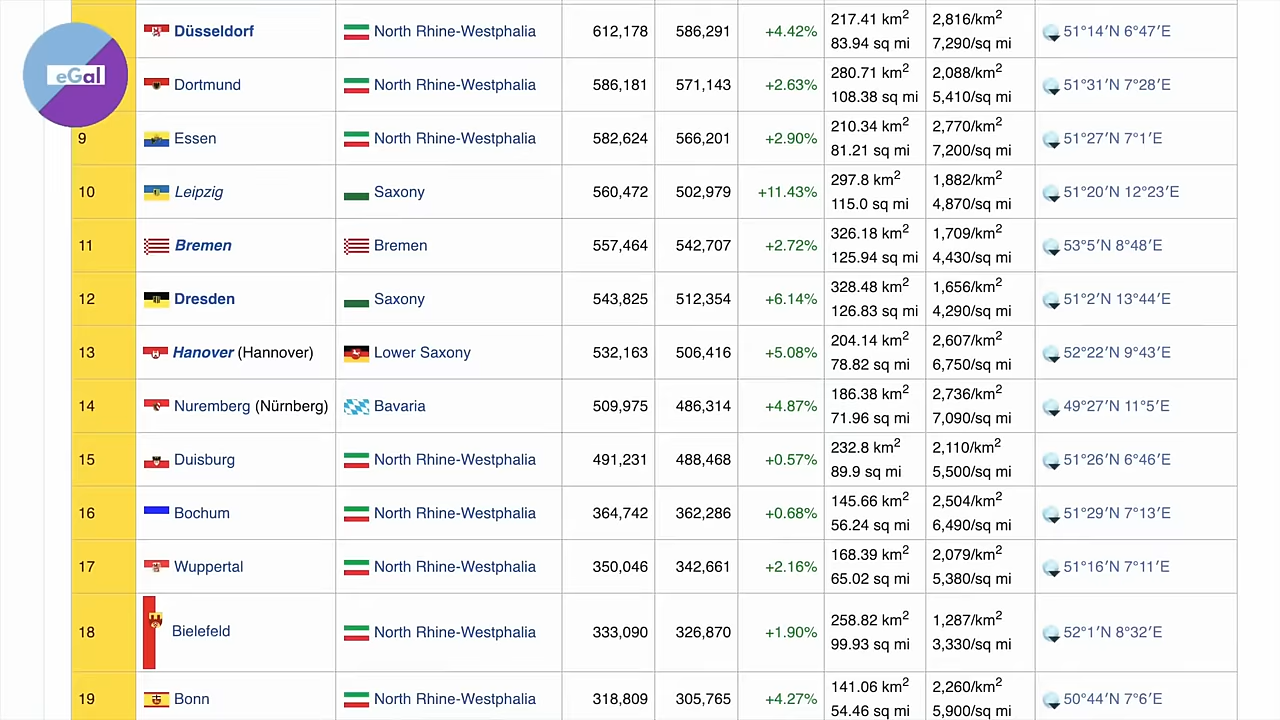 eGal
Düsseldorf North Rhine-Westphalia 612,178 586,291 +4.42% 217.41 km2 2,816/km2 51°14′N 6°47′E
83.94 sq mi 7,290/sq mi
Dortmund North Rhine-Westphalia 586,181 571,143 +2.63% 280.71 km2 2,088/km2 51°31′N 7°28′E
108.38 sq mi 5,410/sq mi
9 Essen North Rhine-Westphalia 582,624 566,201 +2.90% 210.34 km2 2,770/km2 51°27′N 7°1′E
81.21 sq mi 7,200/sq mi
10 Leipzig Saxony 560,472 502,979 +11.43% 297.8 km2 1,882/km2 51°20′N 12°23′E
115.0 sq mi 4,870/sq mi
11 Bremen Bremen 557,464 542,707 +2.72% 326.18 km2 1,709/km2 53°5′N 8°48′E
125.94 sq mi 4,430/sq mi
12 Dresden Saxony 543,825 512,354 +6.14% 328.48 km2 1,656/km2 51°2′N 13°44′E
126.83 sq mi 4,290/sq mi
13 Hanover (Hannover) Lower Saxony 532,163 506,416 +5.08% 204.14 km2 2,607/km2 52°22′N 9°43′E
78.82 sq mi 6,750/sq mi
14 Nuremberg (Nürnberg) Bavaria 509,975 486,314 +4.87% 186.38 km2 2,736/km2 49°27′N 11°5′E
71.96 sq mi 7,090/sq mi
15 Duisburg North Rhine-Westphalia 491,231 488,468 +0.57% 232.8 km2 2,110/km2 51°26′N 6°46′E
89.9 sq mi 5,500/sq mi
16 Bochum North Rhine-Westphalia 364,742 362,286 +0.68% 145.66 km2 2,504/km2 51°29′N 7°13′E
56.24 sq mi 6,490/sq mi
17 Wuppertal North Rhine-Westphalia 350,046 342,661 +2.16% 168.39 km2 2,079/km2 51°16′N 7°11′E
65.02 sq mi 5,380/sq mi
18 Bielefeld North Rhine-Westphalia 333,090 326,870 +1.90% 258.82 km2 1,287/km2 52°1′N 8°32′E
99.93 sq mi 3,330/sq mi
19 Bonn North Rhine-Westphalia 318,809 305,765 +4.27% 141.06 km2 2,260/km2 50°44′N 7°6′E
54.46 sq mi 5,900/sq mi